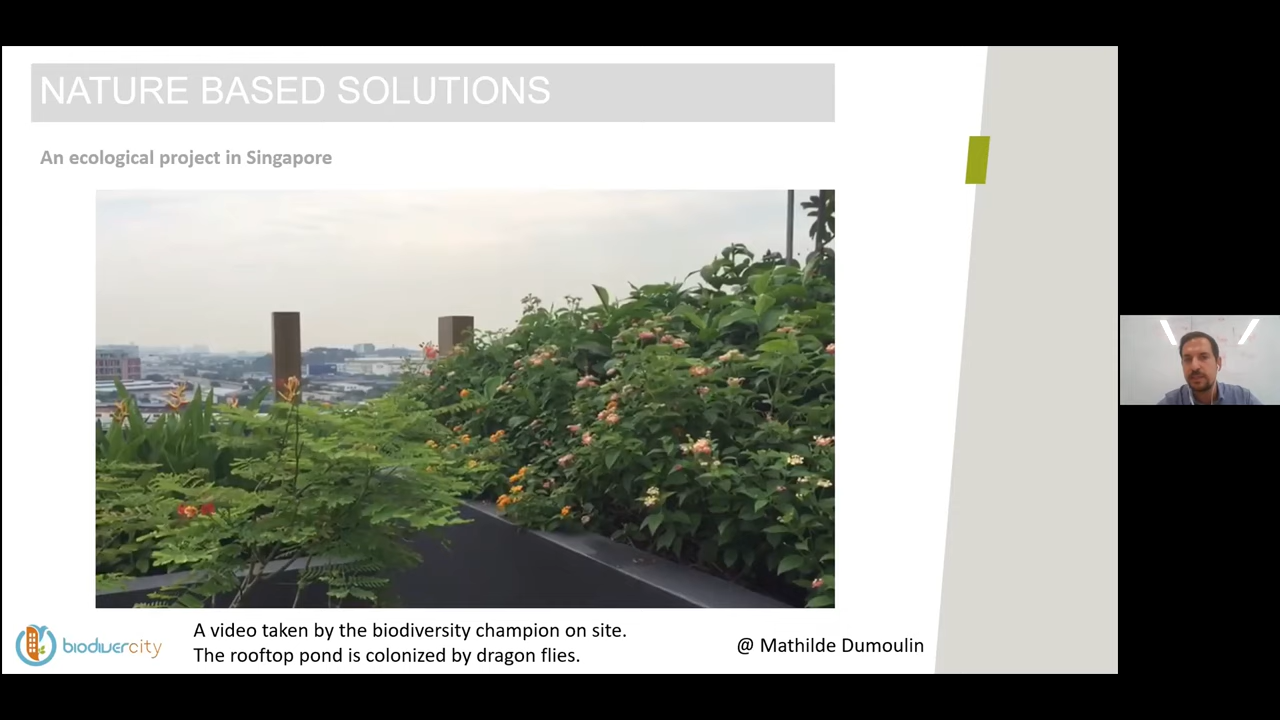 NATURE BASED SOLUTIONS
An ecological project in Singapore
biodivercity
A video taken by the biodiversity champion on site.
The rooftop pond is colonized by dragon flies.
@ Mathilde Dumoulin